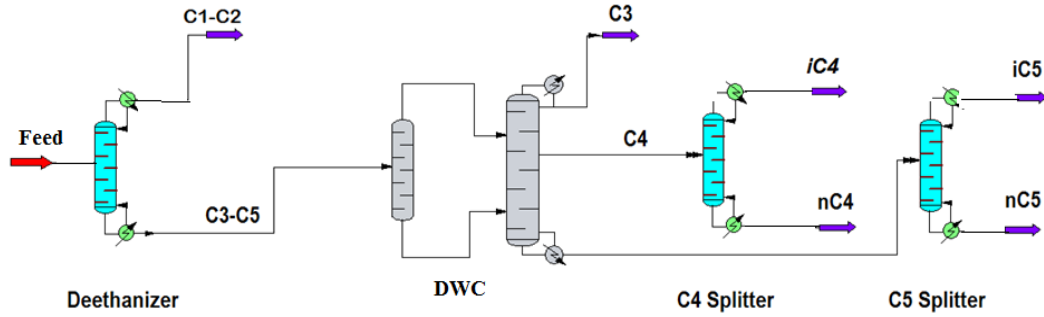 C1-C2
C3
iC4
iC5
Feed
C4
C3-C5
nC4
nC5
Deethanizer
DWC
C4 Splitter
C5 Splitter